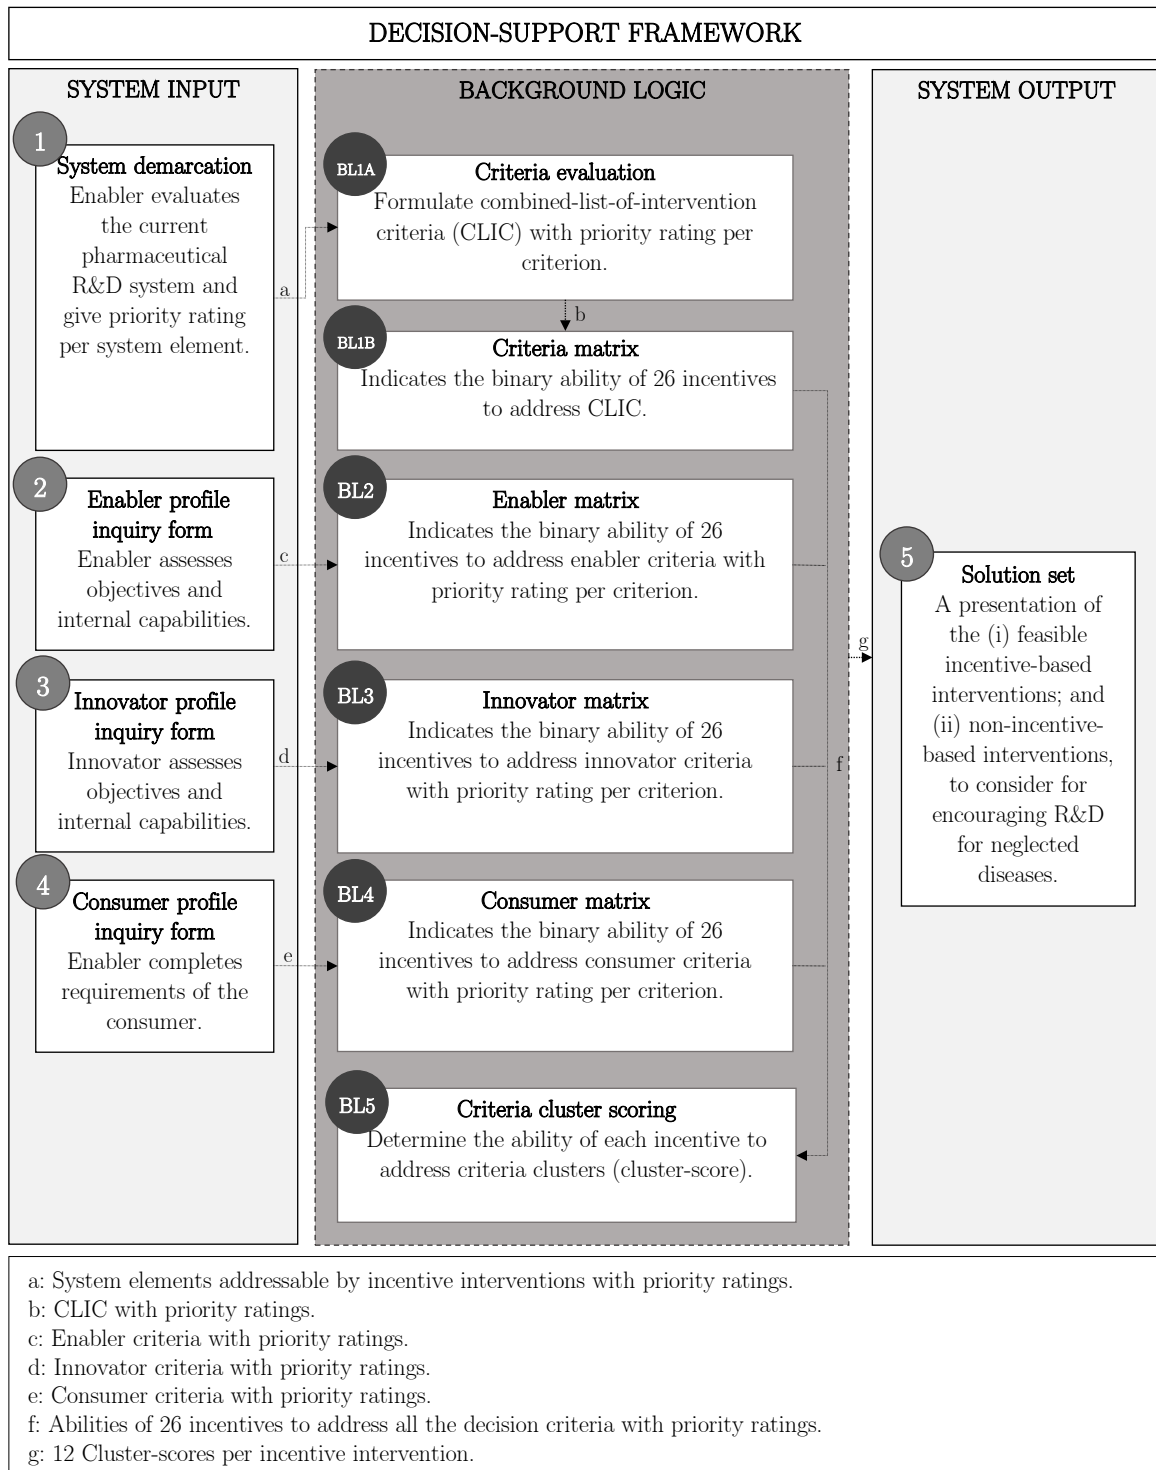 DECISION-SUPPORT FRAMEWORK
SYSTEM INPUT
1
System demarcation
Enabler evaluates
the current
pharmaceutical
R&D system and
give priority rating
per system element.
a
2
Enabler profile
inquiry form
Enabler assesses
objectives and
internal capabilities.
c
3
Innovator profile
inquiry form
Innovator assesses
objectives and
internal capabilities.
d
4
Consumer profile
inquiry form
Enabler completes
requirements of the
consumer.
e
BACKGROUND LOGIC
BL1A
Criteria evaluation
Formulate combined-list-of-intervention
criteria (CLIC) with priority rating per
criterion.
b
BL1B
Criteria matrix
Indicates the binary ability of 26 incentives
to address CLIC.
BL2
Enabler matrix
Indicates the binary ability of 26
incentives to address enabler criteria with
priority rating per criterion.
BL3
Innovator matrix
Indicates the binary ability of 26
incentives to address innovator criteria
with priority rating per criterion.
f
BL4
Consumer matrix
Indicates the binary ability of 26
incentives to address consumer criteria
with priority rating per criterion.
BL5
Criteria cluster scoring
Determine the ability of each incentive to
address criteria clusters (cluster-score).
g
SYSTEM OUTPUT
5
Solution set
A presentation of
the (i) feasible
incentive-based
interventions; and
(ii) non-incentive-
based interventions,
to consider for
encouraging R&D
for neglected
diseases.
a: System elements addressable by incentive interventions with priority ratings.
b: CLIC with priority ratings.
c: Enabler criteria with priority ratings.
d: Innovator criteria with priority ratings.
e: Consumer criteria with priority ratings.
f: Abilities of 26 incentives to address all the decision criteria with priority ratings.
g: 12 Cluster-scores per incentive intervention.